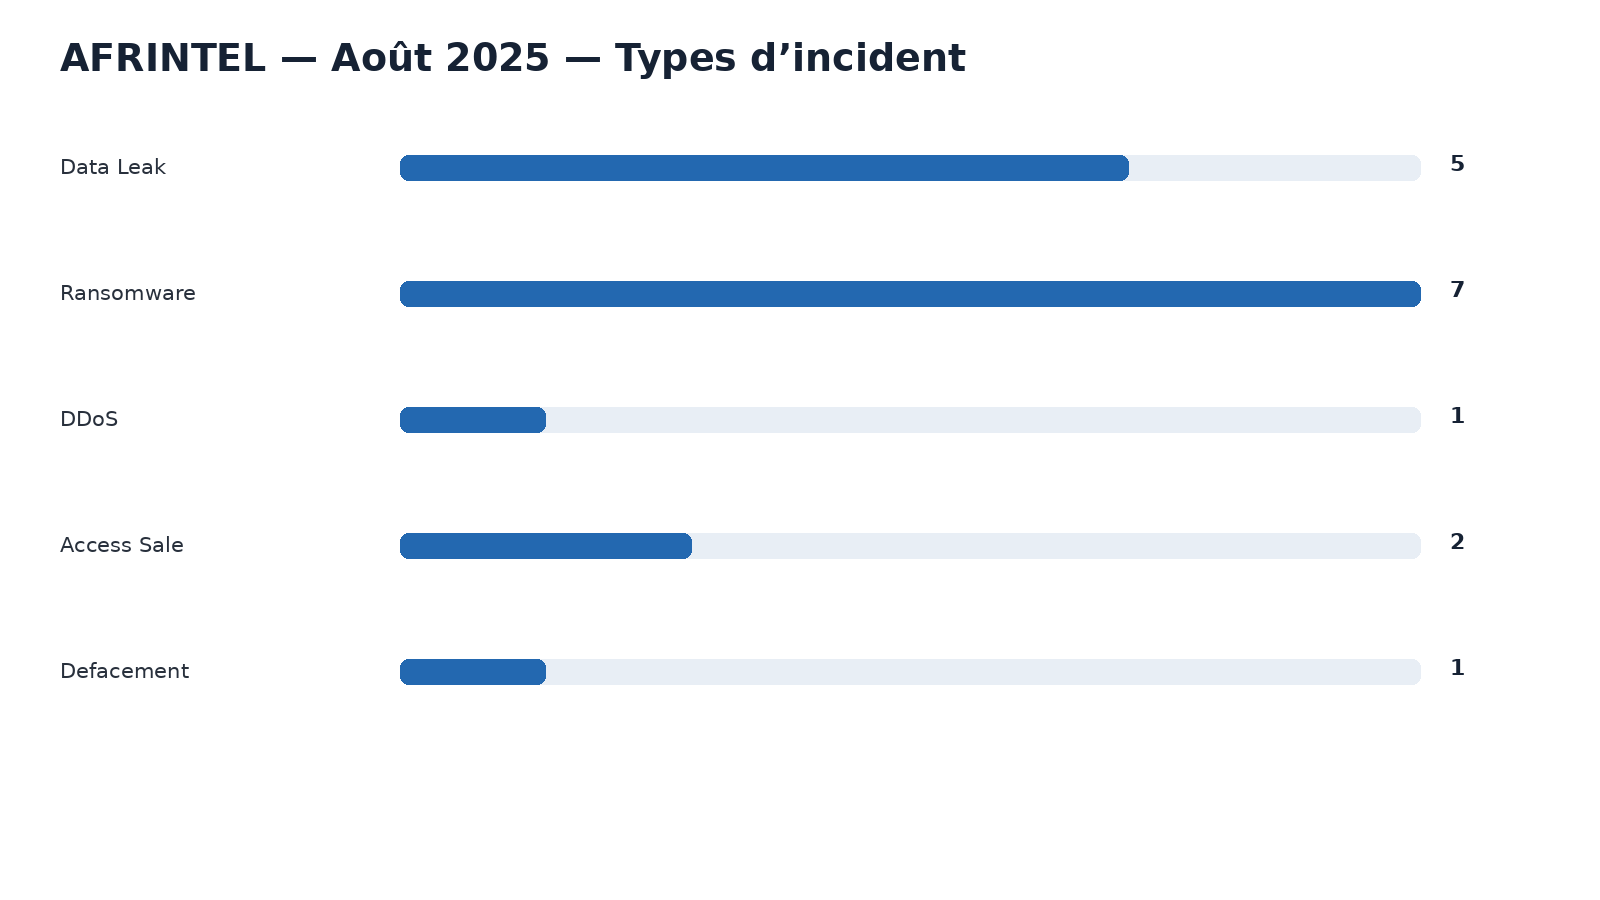 AFRINTEL — Août 2025 — Types d’incident
Data Leak 5
Ransomware 7
DDoS 1
Access Sale 2
Defacement 1